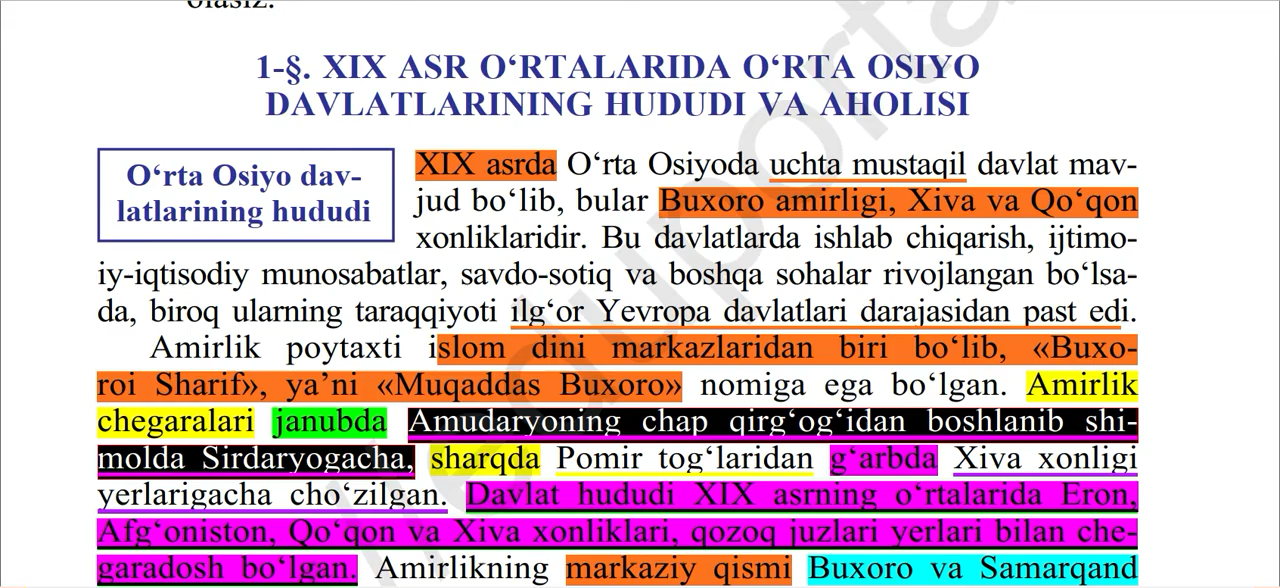 olasiz.
1-§. XIX ASR O‘RTALARIDA O‘RTA OSIYO
DAVLATLARINING HUDUDI VA AHOLISI
O‘rta Osiyo dav-
latlarining hududi
XIX asrda O‘rta Osiyoda uchta mustaqil davlat mav-
jud bo‘lib, bular Buxoro amirligi, Xiva va Qo‘qon
xonliklaridir. Bu davlatlarda ishlab chiqarish, ijtimo-
iy-iqtisodiy munosabatlar, savdo-sotiq va boshqa sohalar rivojlangan bo‘lsa-
da, biroq ularning taraqqiyoti ilg‘or Yevropa davlatlari darajasidan past edi.
Amirlik poytaxti islom dini markazlaridan biri bo‘lib, «Buxo-
roi Sharif», ya’ni «Muqaddas Buxoro» nomiga ega bo‘lgan. Amirlik
chegaralari janubda Amudaryoning chap qirg‘og‘idan boshlanib shi-
molda Sirdaryogacha, sharqda Pomir tog‘laridan g‘arbda Xiva xonligi
yerlarigacha cho‘zilgan. Davlat hududi XIX asrning o‘rtalarida Eron,
Afg‘oniston, Qo‘qon va Xiva xonliklari, qozoq juzlari yerlari bilan che-
garadosh bo‘lgan. Amirlikning markaziy qismi Buxoro va Samarqand